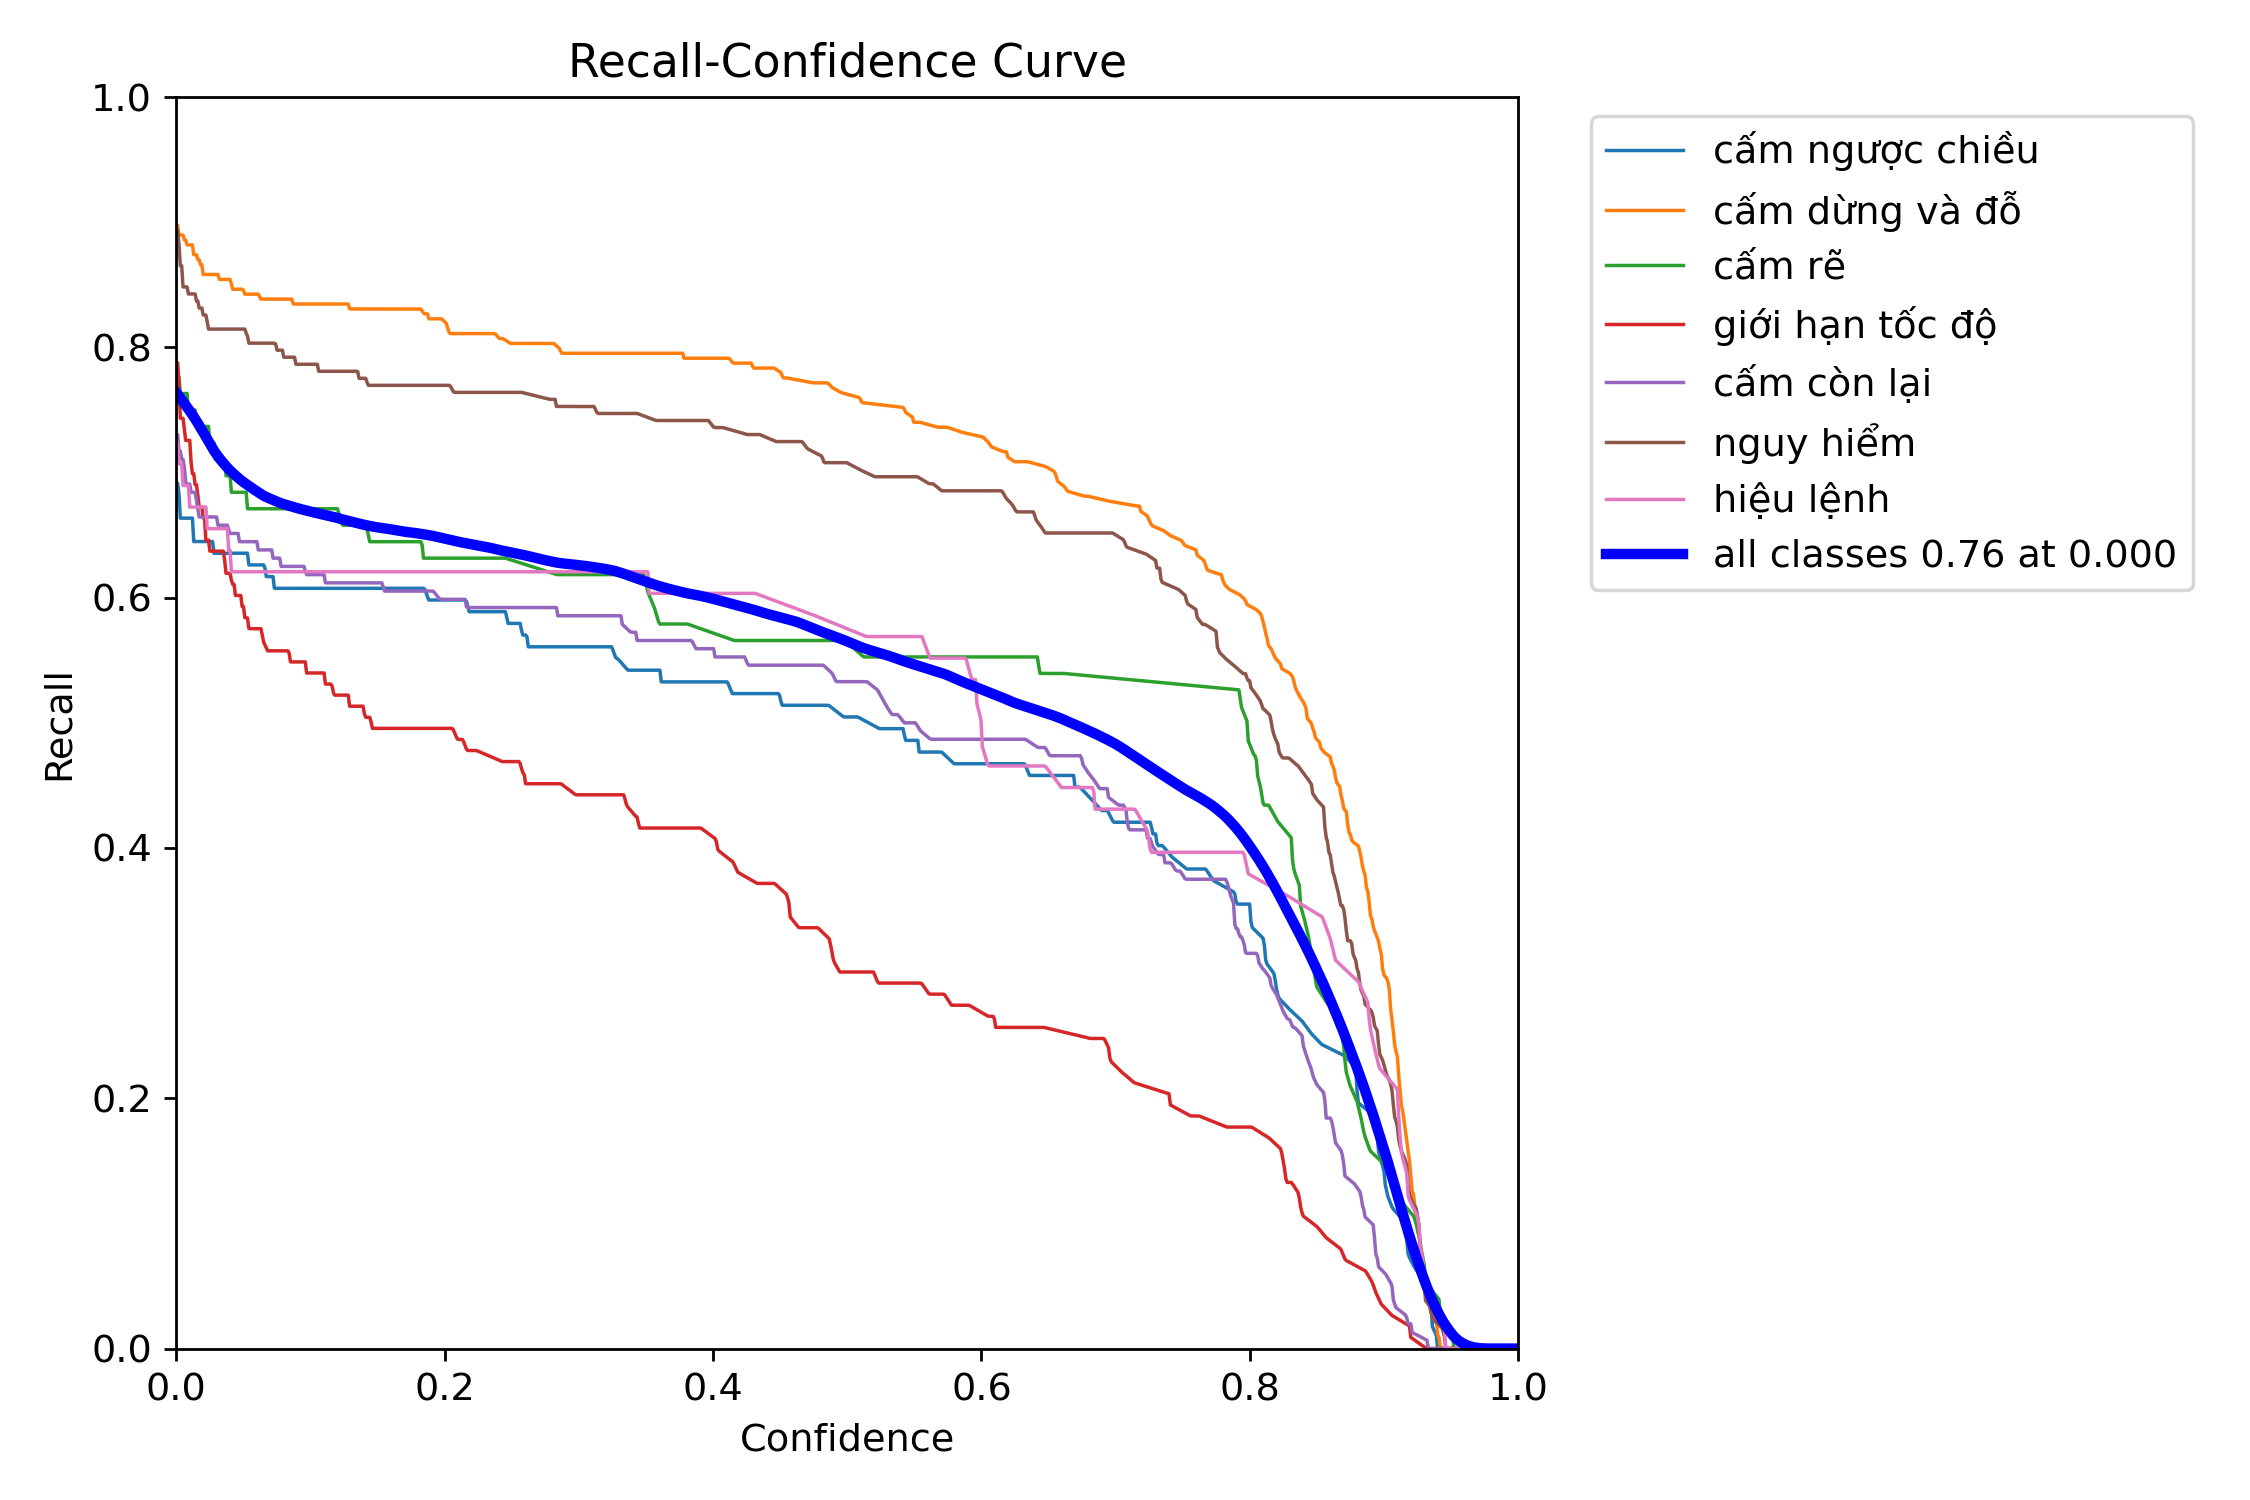 Recall-Confidence Curve
1.0
0.8
0.6
0.4
0.2
0.0
Recall
0.0 0.2 0.4 0.6 0.8 1.0
Confidence
cấm ngược chiều
cấm dừng và đỗ
cấm rẽ
giới hạn tốc độ
cấm còn lại
nguy hiểm
hiệu lệnh
all classes 0.76 at 0.000